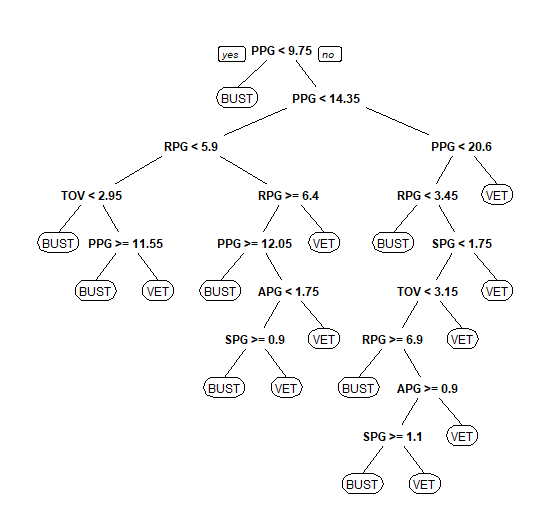 yes PPG < 9.75 no
BUST PPG < 14.35
RPG < 5.9 PPG < 20.6
TOV < 2.95 RPG >= 6.4 RPG < 3.45 VET
BUST PPG >= 11.55 PPG >= 12.05 VET BUST SPG < 1.75
BUST VET BUST APG < 1.75 TOV < 3.15 VET
SPG >= 0.9 VET RPG >= 6.9 VET
BUST VET BUST APG >= 0.9
SPG >= 1.1 VET
BUST VET